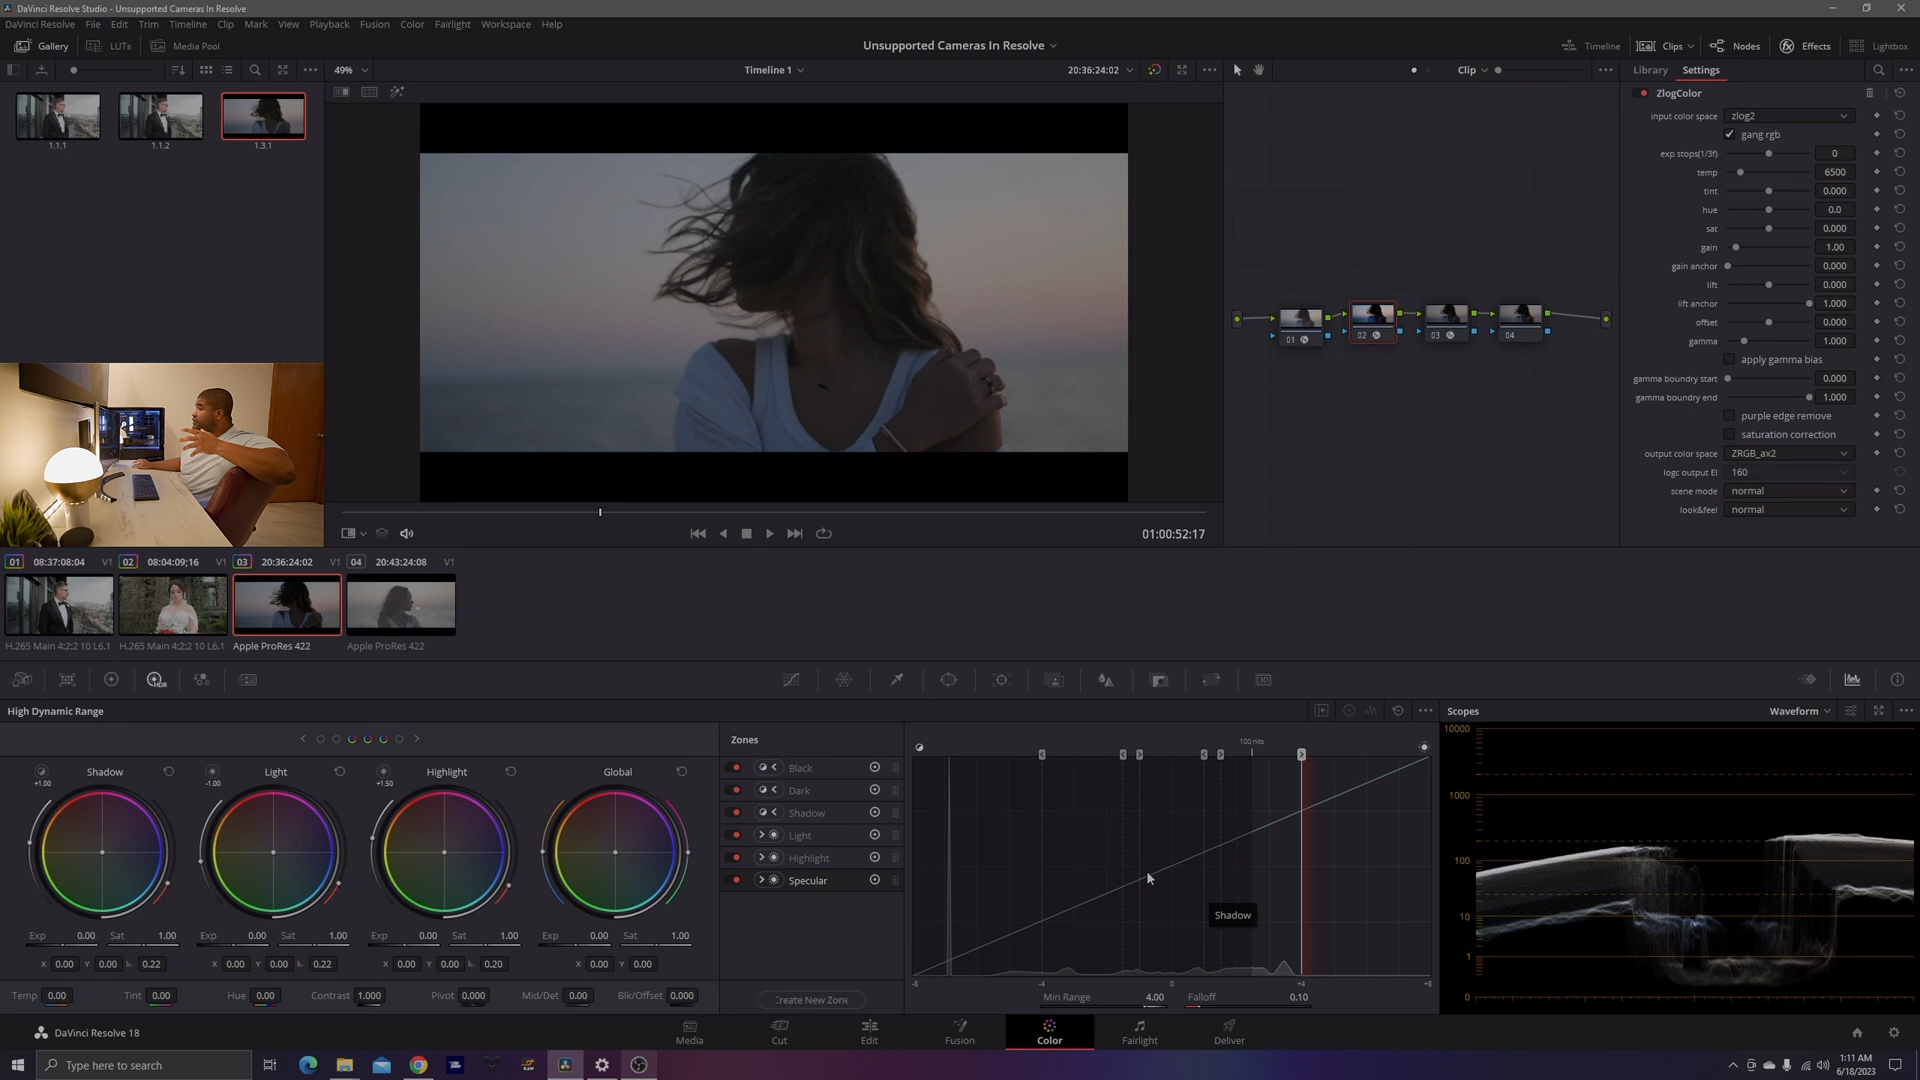 DaVinci Resolve Studio - Unsupported Cameras In Resolve
DaVinci Resolve File Edit Trim Timeline Clip Mark View Playback Fusion Color Fairlight Workspace Help
Gallery LUTs Media Pool Unsupported Cameras In Resolve Timeline Clips Nodes Effects Lightbox
49% Timeline 1 20:36:24:02 Clip Library Settings
1.1.1 1.1.2 1.3.1
ZlogColor
input color space zlog2
gang rgb
exp stops(1/3f) 0
temp 6500
tint 0.000
hue 0.0
sat 0.000
gain 1.00
gain anchor 0.000
lift 0.000
lift anchor 1.000
offset 0.000
gamma 1.000
apply gamma bias
gamma boundry start 0.000
gamma boundry end 1.000
purple edge remove
saturation correction
output color space ZRGB_ax2
logc output EI 160
scene mode normal
look&feel normal
01 02 03 04
01:00:52:17
01 08:37:08:04 V1 02 08:04:09;16 V1 03 20:36:24:02 V1 04 20:43:24:08 V1
H.265 Main 4:2:2 10 L6.1 H.265 Main 4:2:2 10 L6.1 Apple ProRes 422 Apple ProRes 422
HDR
3D
High Dynamic Range
Shadow Light Highlight Global
+1.00 -1.00 +1.50
Exp 0.00 Sat 1.00 Exp 0.00 Sat 1.00 Exp 0.00 Sat 1.00 Exp 0.00 Sat 1.00
X 0.00 Y 0.00 0.22 X 0.00 Y 0.00 0.22 X 0.00 Y 0.00 0.20 X 0.00 Y 0.00
Temp 0.00 Tint 0.00 Hue 0.00 Contrast 1.000 Pivot 0.000 Mid/Det 0.00 Blk/Offset 0.000
Zones
Black
Dark
Shadow
Light
Highlight
Specular
Create New Zone
100 nits
Shadow
-8 -4 0 +4 +8
Min Range 4.00 Falloff 0.10
Scopes Waveform
10000
1000
100
10
1
0
DaVinci Resolve 18 Media Cut Edit Fusion Color Fairlight Deliver
Type here to search
1:11 AM
6/18/2023